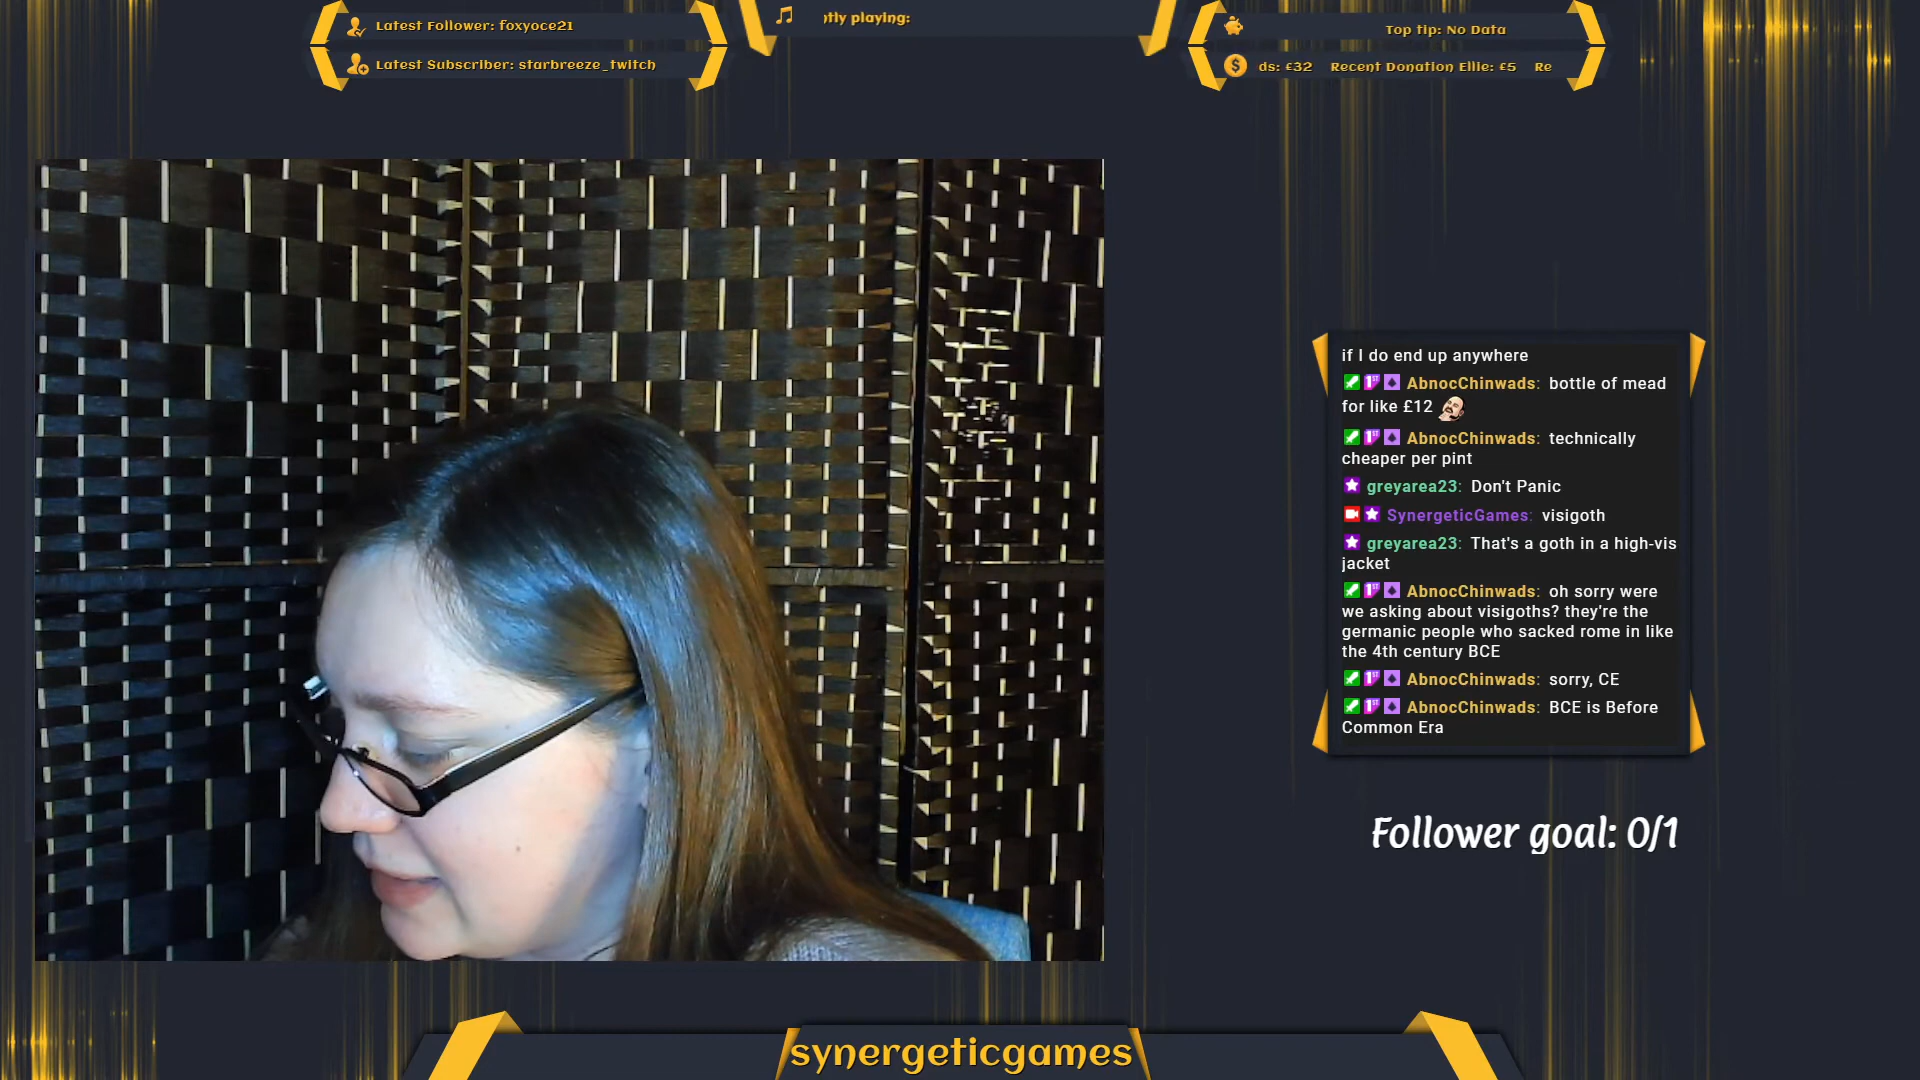 Latest Follower: foxyoce21
Latest Subscriber: starbreeze_twitch
tly playing:
Top tip: No Data
ds: £32 Recent Donation Ellie: £5 Re
if I do end up anywhere
AbnocChinwads: bottle of mead
for like £12
AbnocChinwads: technically
cheaper per pint
greyarea23: Don't Panic
SynergeticGames: visigoth
greyarea23: That's a goth in a high-vis
jacket
AbnocChinwads: oh sorry were
we asking about visigoths? they're the
germanic people who sacked rome in like
the 4th century BCE
AbnocChinwads: sorry, CE
AbnocChinwads: BCE is Before
Common Era
Follower goal: 0/1
synergeticgames